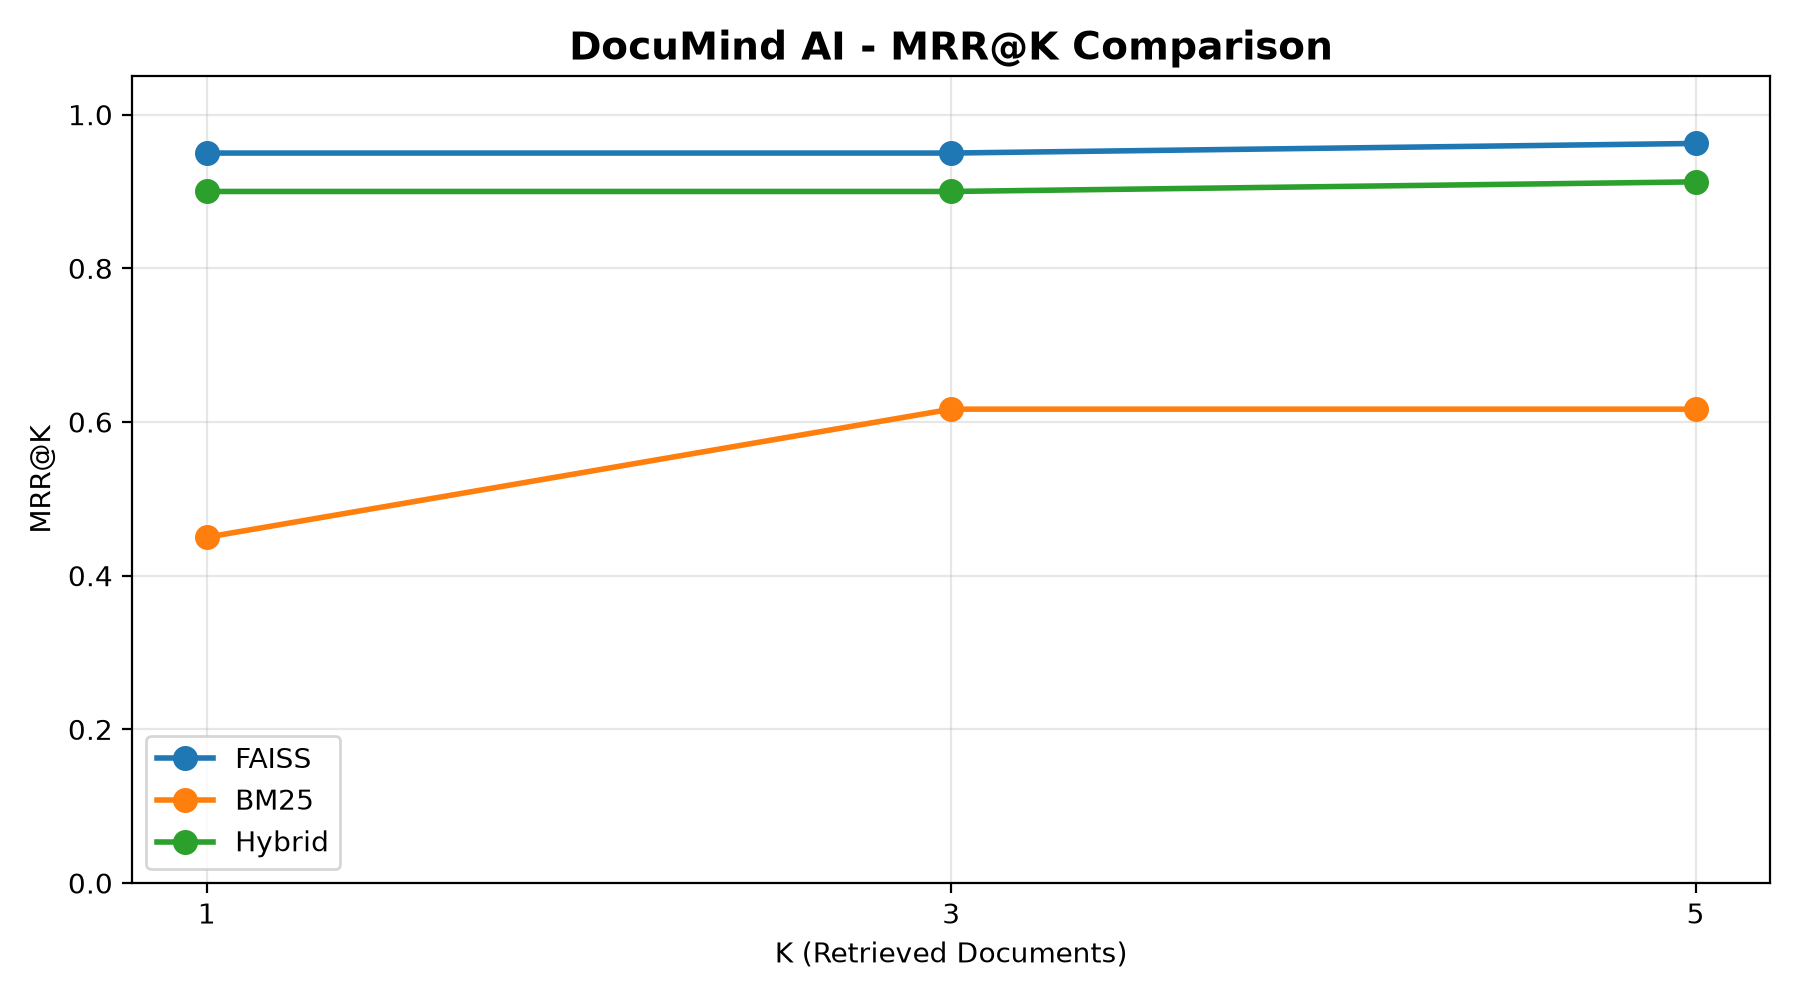 DocuMind AI - MRR@K Comparison
1.0
0.8
0.6
0.4
0.2
0.0
MRR@K
FAISS
BM25
Hybrid
1
3
5
K (Retrieved Documents)